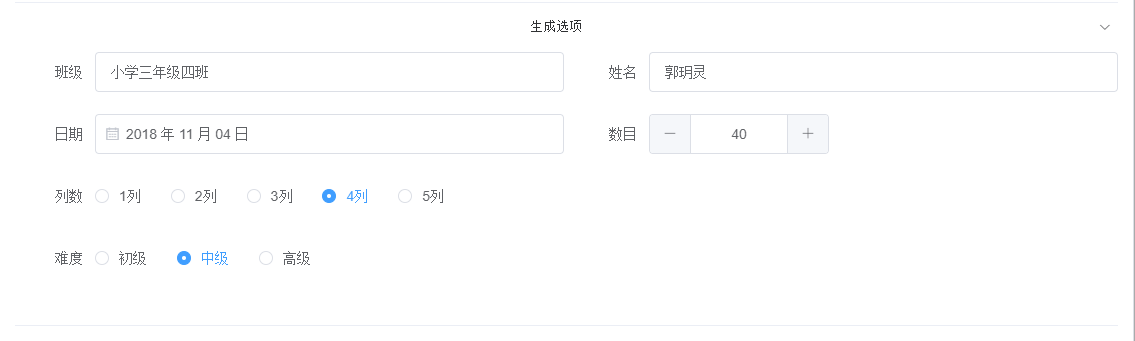 生成选项
班级 小学三年级四班 姓名 郭玥灵
日期 2018 年 11 月 04 日 数目 40
列数 1列 2列 3列 4列 5列
难度 初级 中级 高级